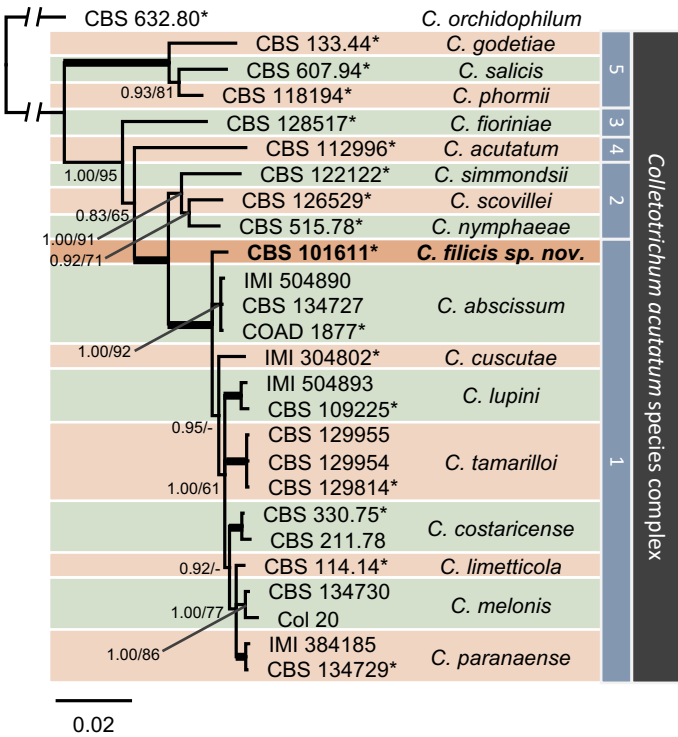 CBS 632.80* C. orchidophilum
CBS 133.44* C. godetiae
CBS 607.94* C. salicis
0.93/81 CBS 118194* C. phormii
5
CBS 128517* C. fioriniae
3
CBS 112996* C. acutatum
4
1.00/95
CBS 122122* C. simmondsii
CBS 126529* C. scovillei
2
0.83/65
CBS 515.78* C. nymphaeae
1.00/91
0.92/71
CBS 101611* C. filicis sp. nov.
IMI 504890
CBS 134727 C. abscissum
COAD 1877*
1.00/92
IMI 304802* C. cuscutae
IMI 504893
C. lupini
CBS 109225*
0.95/-
CBS 129955
CBS 129954 C. tamarilloi
CBS 129814*
1.00/61
1
CBS 330.75*
C. costaricense
CBS 211.78
0.92/-
CBS 114.14* C. limetticola
CBS 134730
C. melonis
1.00/77
Col 20
1.00/86
IMI 384185
C. paranaense
CBS 134729*
Colletotrichum acutatum species complex
0.02